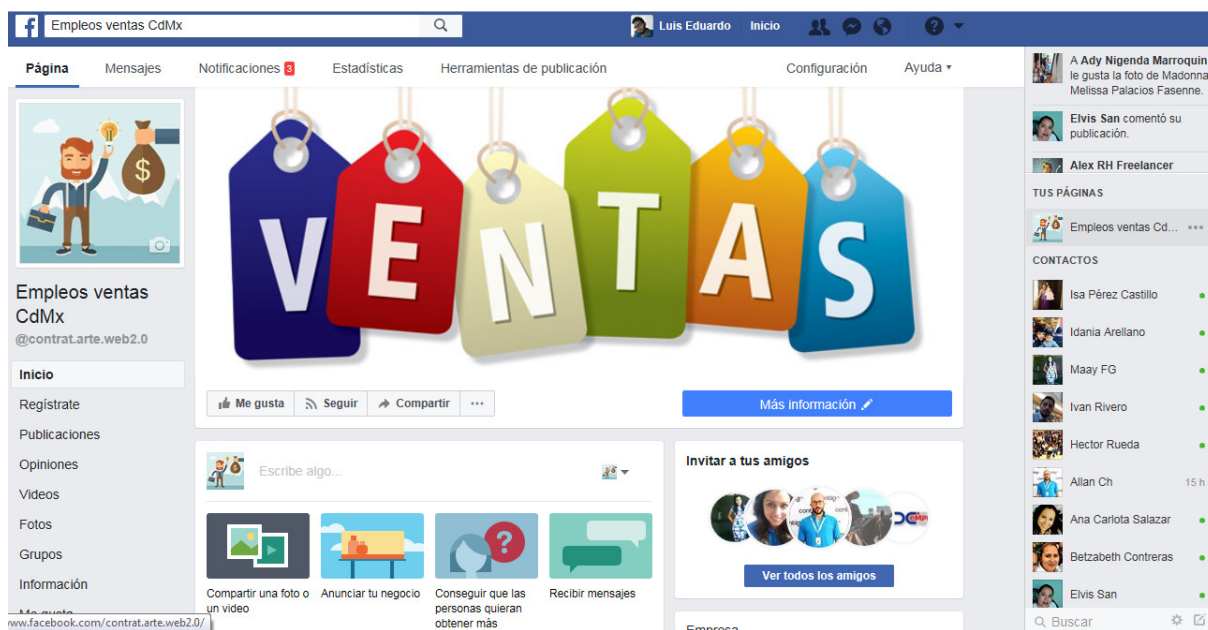 Empleos ventas CdMx
Luis Eduardo Inicio
Página Mensajes Notificaciones 3 Estadísticas Herramientas de publicación Configuración Ayuda
VENTAS
Empleos ventas
CdMx
@contrat.arte.web2.0
Inicio
Regístrate
Publicaciones
Opiniones
Videos
Fotos
Grupos
Información
Me gusta
www.facebook.com/contrat.arte.web2.0/
Me gusta Seguir Compartir ...
Más información
Escribe algo...
Compartir una foto o
un video
Anunciar tu negocio
Conseguir que las
personas quieran
obtener más
Recibir mensajes
Invitar a tus amigos
Ver todos los amigos
Empresa
A Ady Nigenda Marroquin
le gusta la foto de Madonna
Melissa Palacios Fasenne.
Elvis San comentó su
publicación.
Alex RH Freelancer
TUS PÁGINAS
Empleos ventas Cd... 
CONTACTOS
Isa Pérez Castillo
Idania Arellano
Maay FG
Ivan Rivero
Hector Rueda
Allan Ch 15 h
Ana Carlota Salazar
Betzabeth Contreras
Elvis San
Buscar